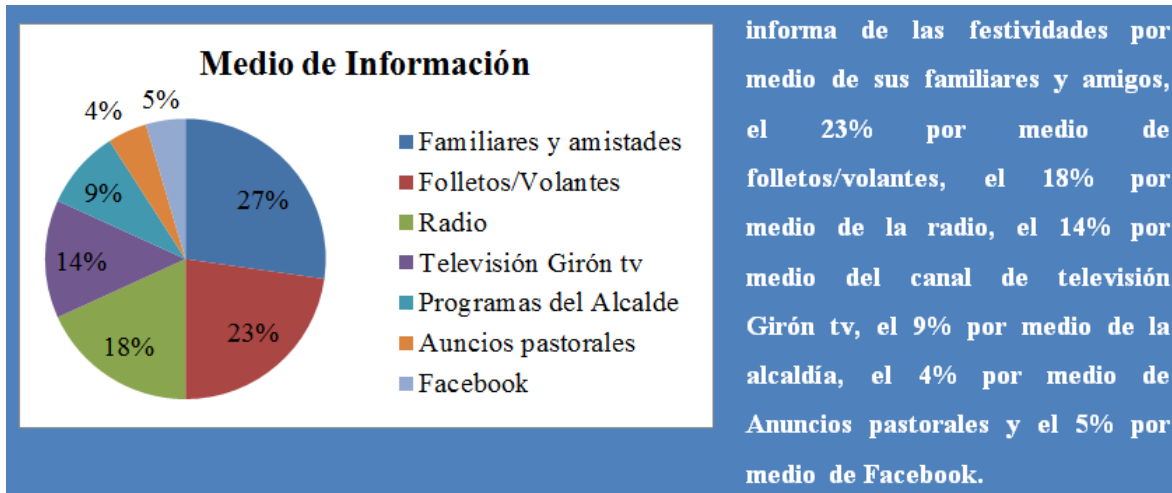 Medio de Información
5%
4%
9%
27%
14%
18%
23%
Familiares y amistades
Folletos/Volantes
Radio
Televisión Girón tv
Programas del Alcalde
Auncios pastorales
Facebook
informa de las festividades por
medio de sus familiares y amigos,
el 23% por medio de
folletos/volantes, el 18% por
medio de la radio, el 14% por
medio del canal de televisión
Girón tv, el 9% por medio de la
alcaldía, el 4% por medio de
Anuncios pastorales y el 5% por
medio de Facebook.